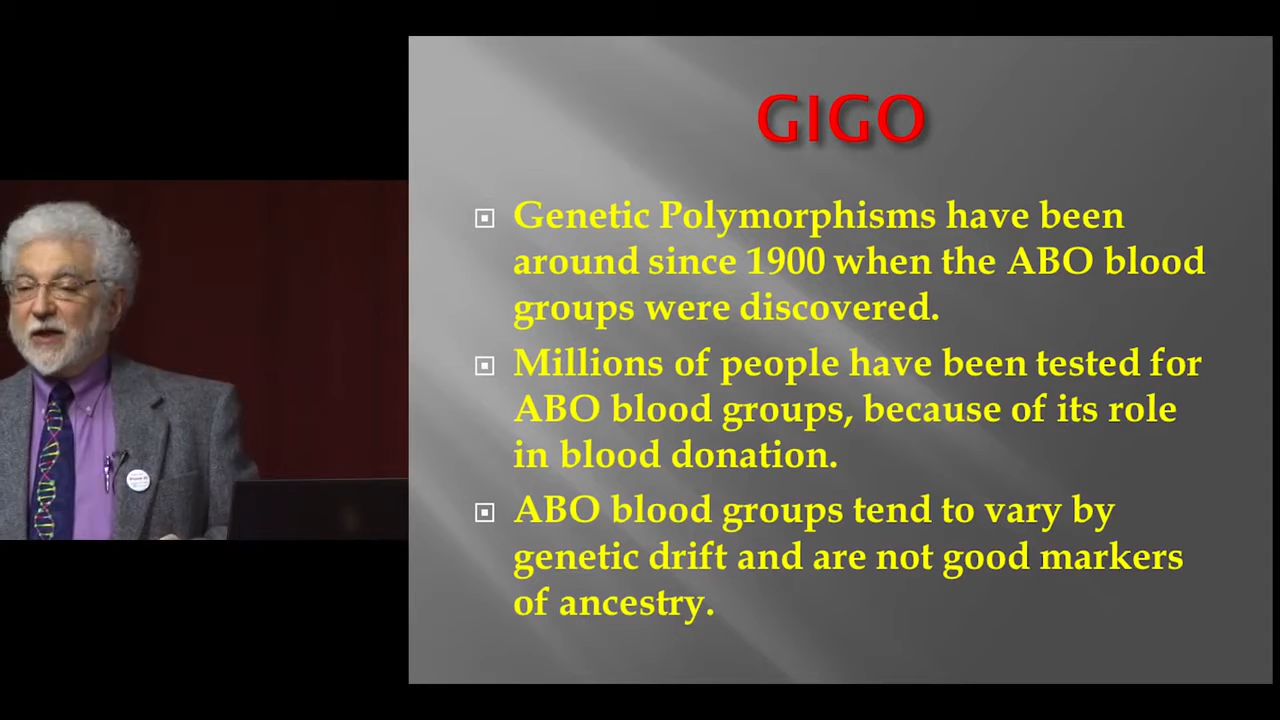 GIGO
Genetic Polymorphisms have been
around since 1900 when the ABO blood
groups were discovered.
Millions of people have been tested for
ABO blood groups, because of its role
in blood donation.
ABO blood groups tend to vary by
genetic drift and are not good markers
of ancestry.